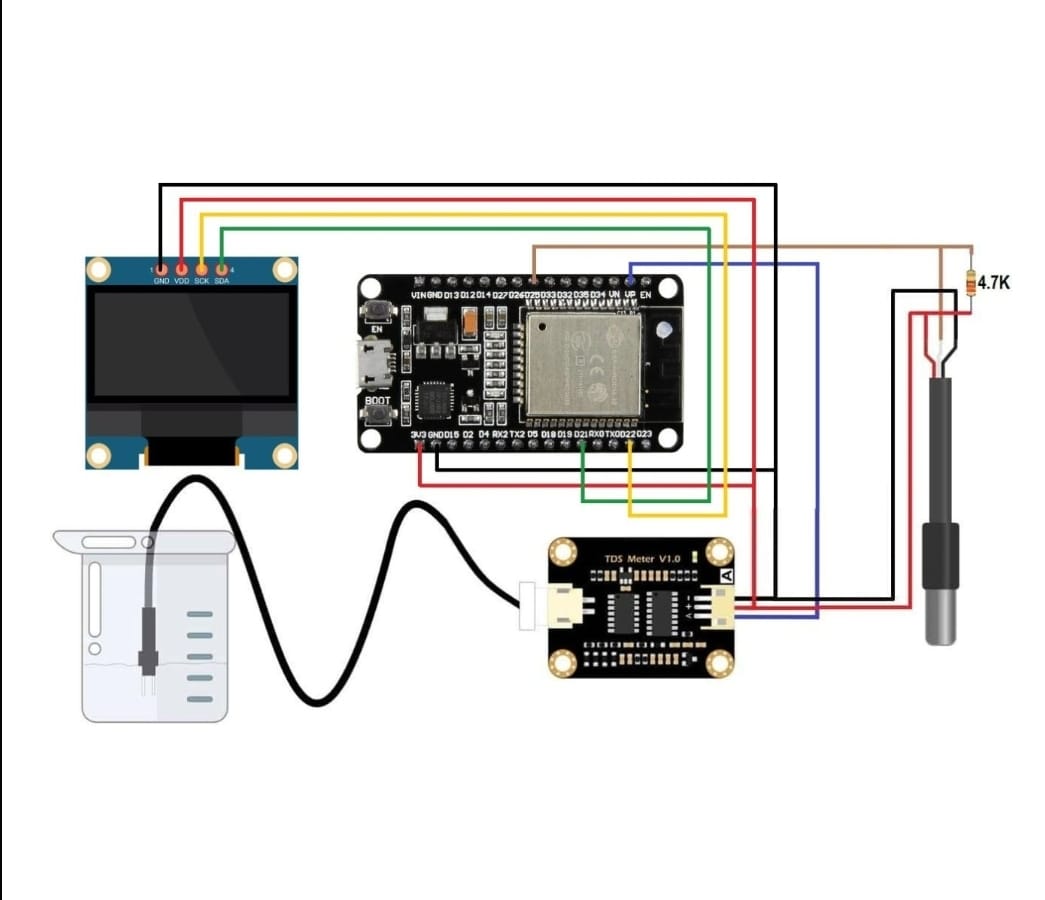 1 4
GND VDD SCK SDA
4.7K
VIN GND D13 D12 D14 D27 D26 D25 D33 D32 D35 D34 VN VP EN
EN
BOOT
3V3 GND D15 D2 D4 RX2 TX2 D5 D18 D19 D21 RX0 TX0 D22 D23
TDS Meter V1.0
A
- + A